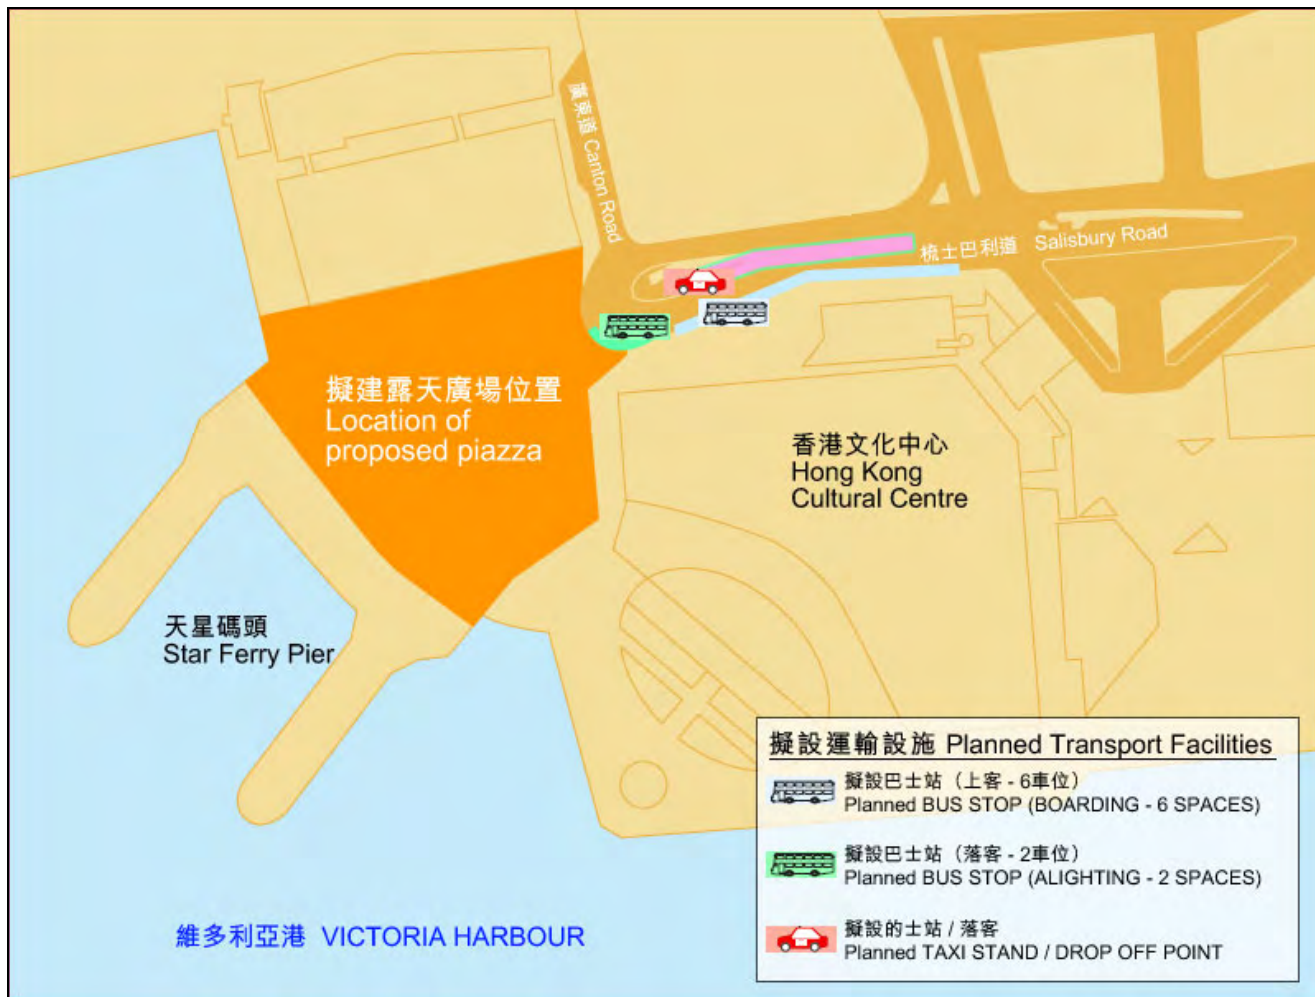 廣東道 Canton Road
梳士巴利道 Salisbury Road
擬建露天廣場位置
Location of
proposed piazza
香港文化中心
Hong Kong
Cultural Centre
天星碼頭
Star Ferry Pier
擬設運輸設施 Planned Transport Facilities
擬設巴士站（上客 - 6車位）
Planned BUS STOP (BOARDING - 6 SPACES)
擬設巴士站（落客 - 2車位）
Planned BUS STOP (ALIGHTING - 2 SPACES)
擬設的士站 / 落客
Planned TAXI STAND / DROP OFF POINT
維多利亞港 VICTORIA HARBOUR